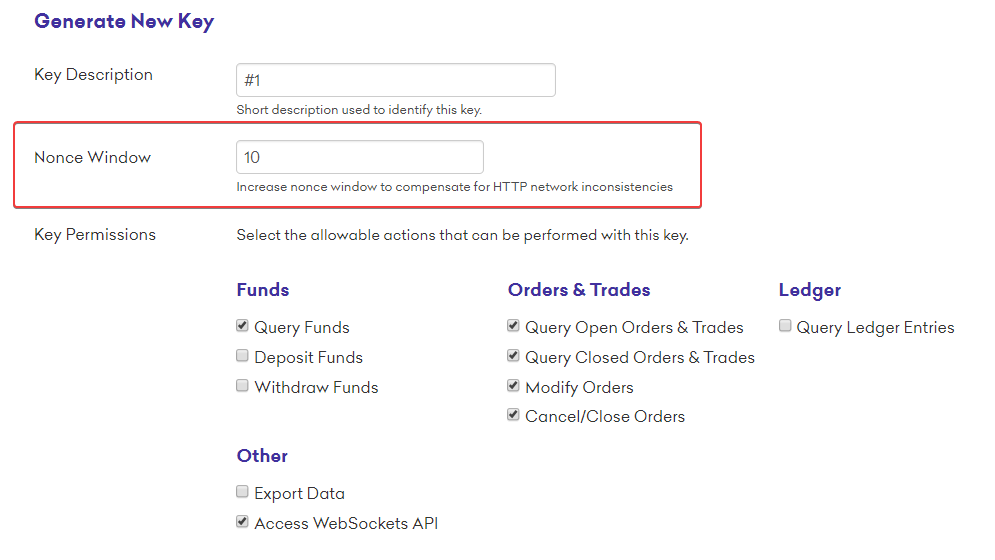 Generate New Key
Key Description
#1
Short description used to identify this key.
Nonce Window
10
Increase nonce window to compensate for HTTP network inconsistencies
Key Permissions
Select the allowable actions that can be performed with this key.
Funds
Query Funds
Deposit Funds
Withdraw Funds
Orders & Trades
Query Open Orders & Trades
Query Closed Orders & Trades
Modify Orders
Cancel/Close Orders
Ledger
Query Ledger Entries
Other
Export Data
Access WebSockets API